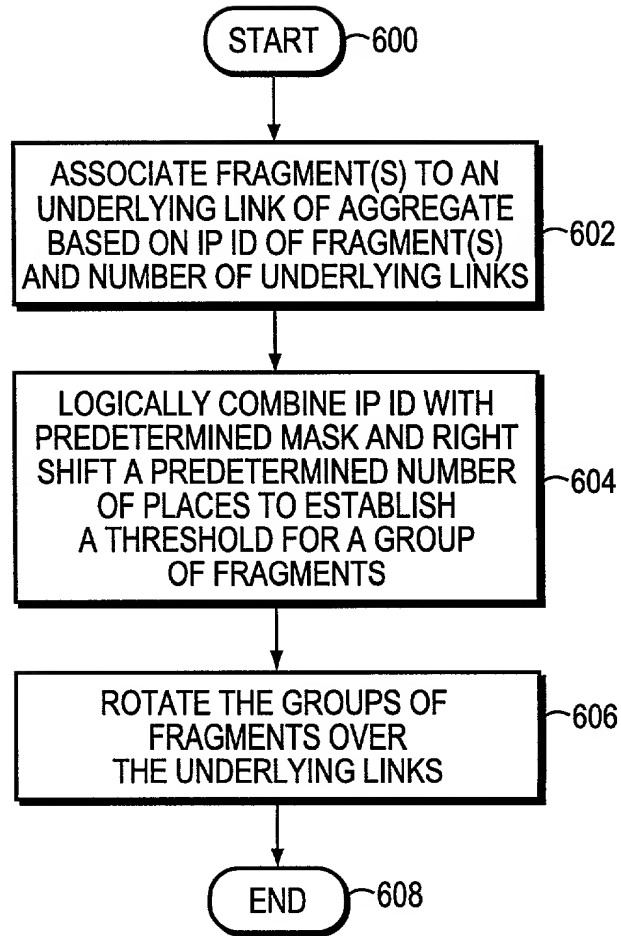 START
600
ASSOCIATE FRAGMENT(S) TO AN
UNDERLYING LINK OF AGGREGATE
BASED ON IP ID OF FRAGMENT(S)
AND NUMBER OF UNDERLYING LINKS
602
LOGICALLY COMBINE IP ID WITH
PREDETERMINED MASK AND RIGHT
SHIFT A PREDETERMINED NUMBER
OF PLACES TO ESTABLISH
A THRESHOLD FOR A GROUP
OF FRAGMENTS
604
ROTATE THE GROUPS OF
FRAGMENTS OVER
THE UNDERLYING LINKS
606
END
608